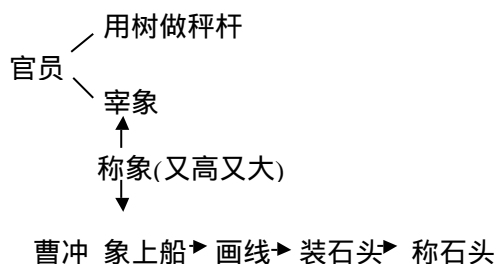 用树做秤杆
官员
宰象
称象(又高又大)
曹冲 象上船 画线 装石头 称石头